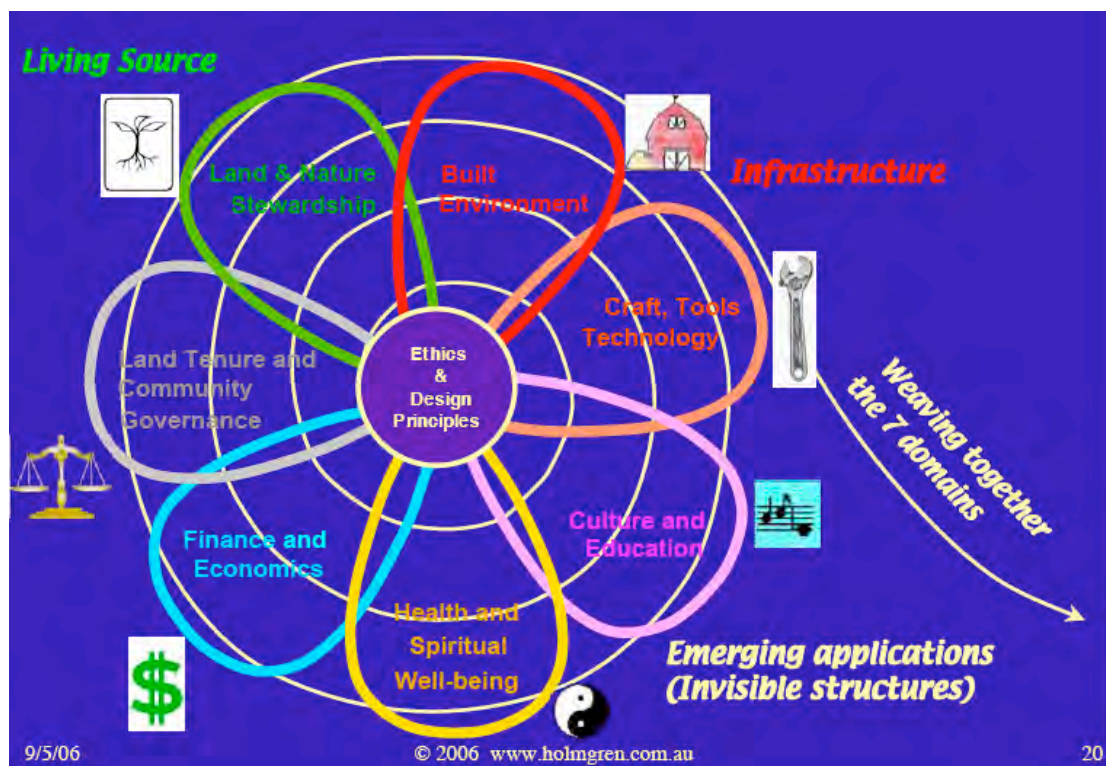 Living Source
Land & Nature
Stewardship
Built
Environment
Infrastructure
Craft, Tools
Technology
Ethics
&
Design
Principles
Land Tenure and
Community
Governance
Weaving together
the 7 domains
Culture and
Education
Finance and
Economics
Health and
Spiritual
Well-being
Emerging applications
(Invisible structures)
$
9/5/06
© 2006 www.holmgren.com.au
20